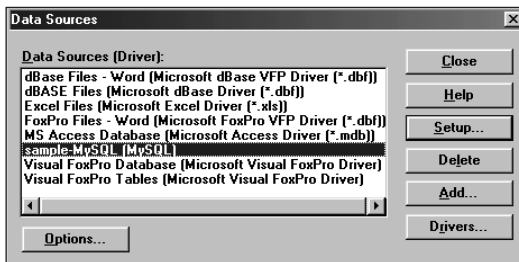 Data Sources
Data Sources (Driver):
dBase Files - Word (Microsoft dBase VFP Driver (*.dbf))
dBASE Files (Microsoft dBase Driver (*.dbf))
Excel Files (Microsoft Excel Driver (*.xls))
FoxPro Files - Word (Microsoft FoxPro VFP Driver (*.dbf)
MS Access Database (Microsoft Access Driver (*.mdb))
sample-MySQL (MySQL)
Visual FoxPro Database (Microsoft Visual FoxPro Driver)
Visual FoxPro Tables (Microsoft Visual FoxPro Driver)
Options...
Close
Help
Setup...
Delete
Add...
Drivers...